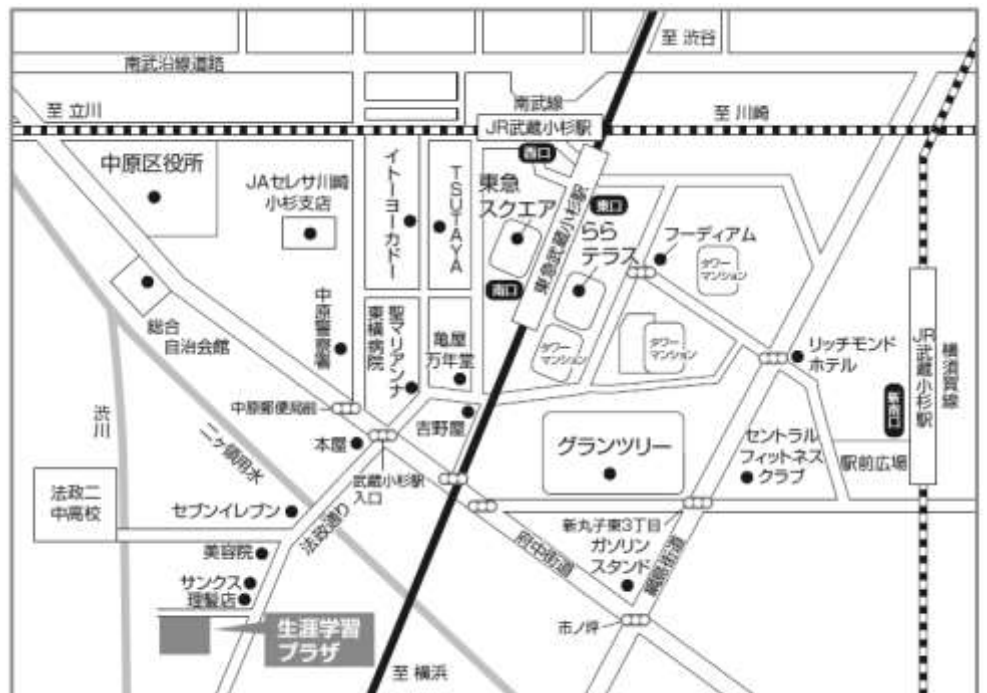 至 渋谷
南武沿線道路
至 立川
南武線
至 川崎
JR武蔵小杉駅
西口
中原区役所
JAセレサ川崎
小杉支店
イトーヨーカドー
TSUTAYA
東急
スクエア
東急武蔵小杉駅
東口
らら
テラス
フーディアム
タワー
マンション
南口
総合
自治会館
中原警察署
聖マリアンナ
東横病院
亀屋
万年堂
タワー
マンション
タワー
マンション
リッチモンド
ホテル
JR武蔵小杉駅
横須賀線
新南口
中原郵便局前
渋川
二ヶ領用水
本屋
吉野屋
グランツリー
セントラル
フィットネス
クラブ
駅前広場
武蔵小杉駅
入口
法政二
中高校
セブンイレブン
法政通り
新丸子東3丁目
ガソリン
スタンド
府中街道
綱島街道
美容院
サンクス
理髪店
市ノ坪
生涯学習
プラザ
至 横浜